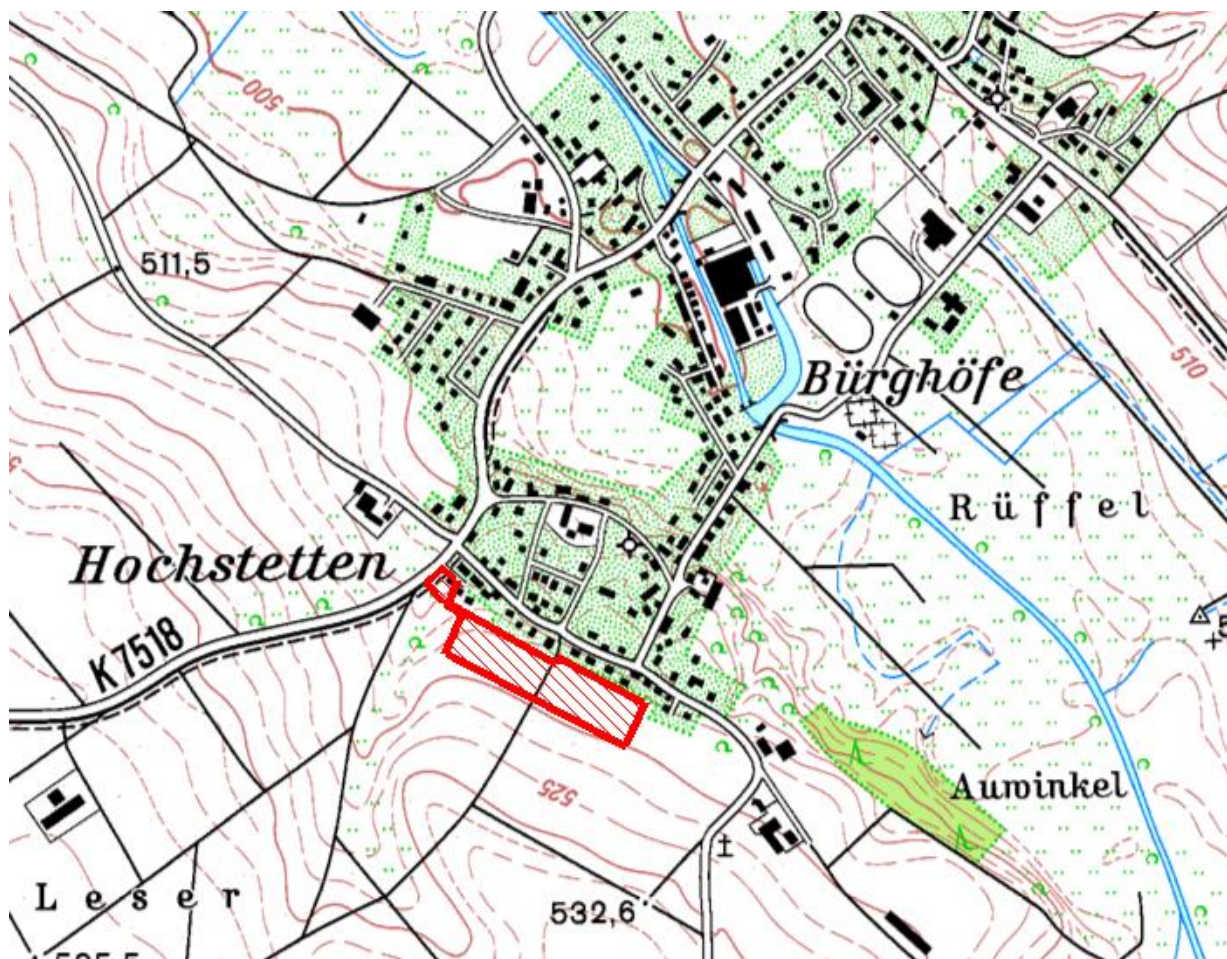 500
511,5
Bürghöfe
510
Rüffel
Hochstetten
K 7518
525
Auwinkel
Leser
532,6